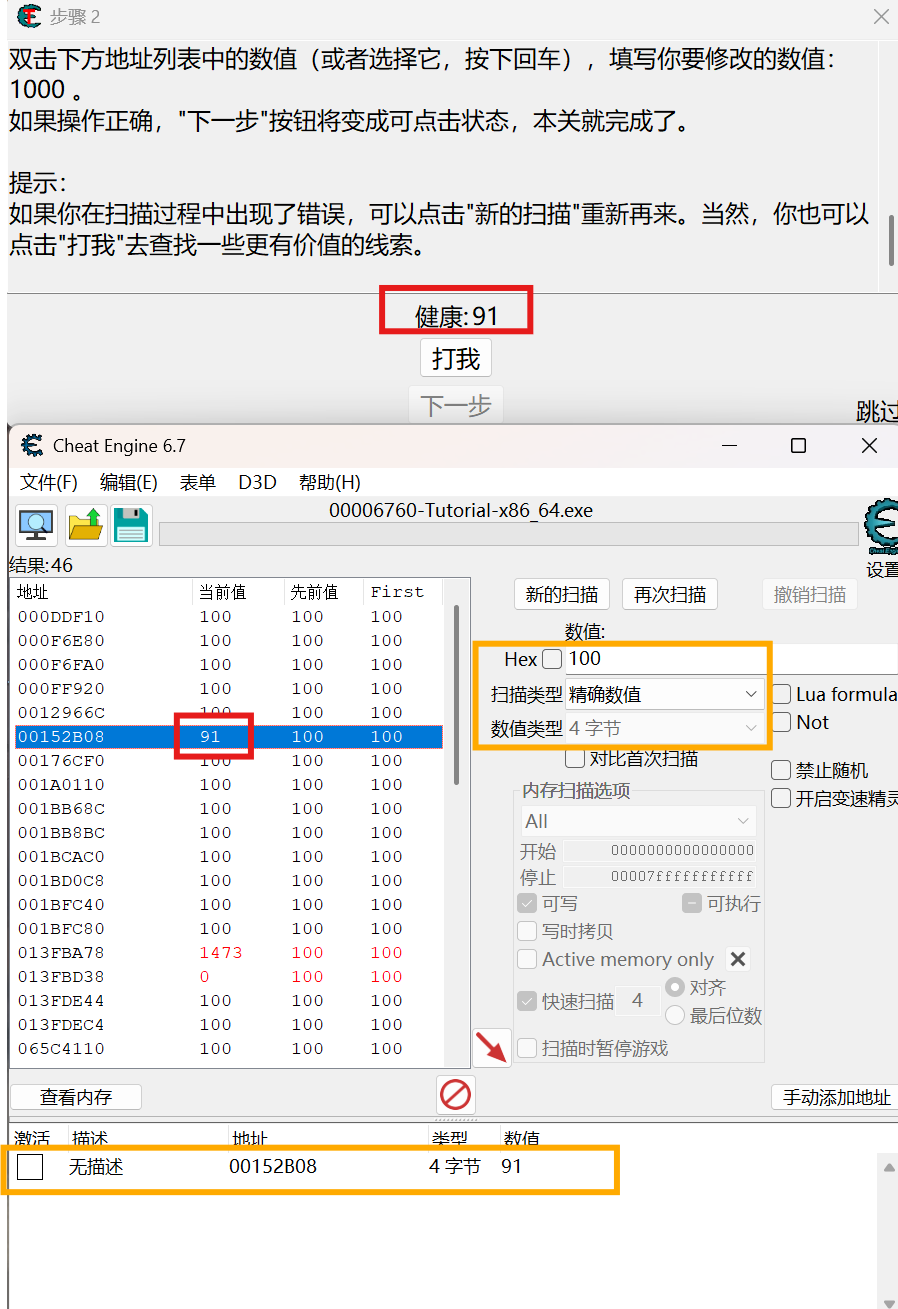 步骤 2
双击下方地址列表中的数值（或者选择它，按下回车），填写你要修改的数值：
1000 。
如果操作正确，"下一步"按钮将变成可点击状态，本关就完成了。
提示：
如果你在扫描过程中出现了错误，可以点击"新的扫描"重新再来。当然，你也可以
点击"打我"去查找一些更有价值的线索。
健康: 91
打我
下一步
跳过
Cheat Engine 6.7
文件(F) 编辑(E) 表单 D3D 帮助(H)
00006760-Tutorial-x86_64.exe
Cheat Engine
设置
结果:46
地址 当前值 先前值 First
000DDF10 100 100 100
000F6E80 100 100 100
000F6FA0 100 100 100
000FF920 100 100 100
0012966C 100 100 100
00152B08 91 100 100
00176CF0 100 100 100
001A0110 100 100 100
001BB68C 100 100 100
001BB8BC 100 100 100
001BCAC0 100 100 100
001BD0C8 100 100 100
001BFC40 100 100 100
001BFC80 100 100 100
013FBA78 1473 100 100
013FBD38 0 100 100
013FDE44 100 100 100
013FDEC4 100 100 100
065C4110 100 100 100
新的扫描 再次扫描 撤销扫描
数值:
Hex 100
扫描类型 精确数值
数值类型 4 字节
Lua formula
Not
对比首次扫描
禁止随机
开启变速精灵
内存扫描选项
All
开始 0000000000000000
停止 00007fffffffffff
可写 可执行
写时拷贝
Active memory only
快速扫描 4 对齐
最后位数
扫描时暂停游戏
查看内存 手动添加地址
激活 描述 地址 类型 数值
无描述 00152B08 4 字节 91